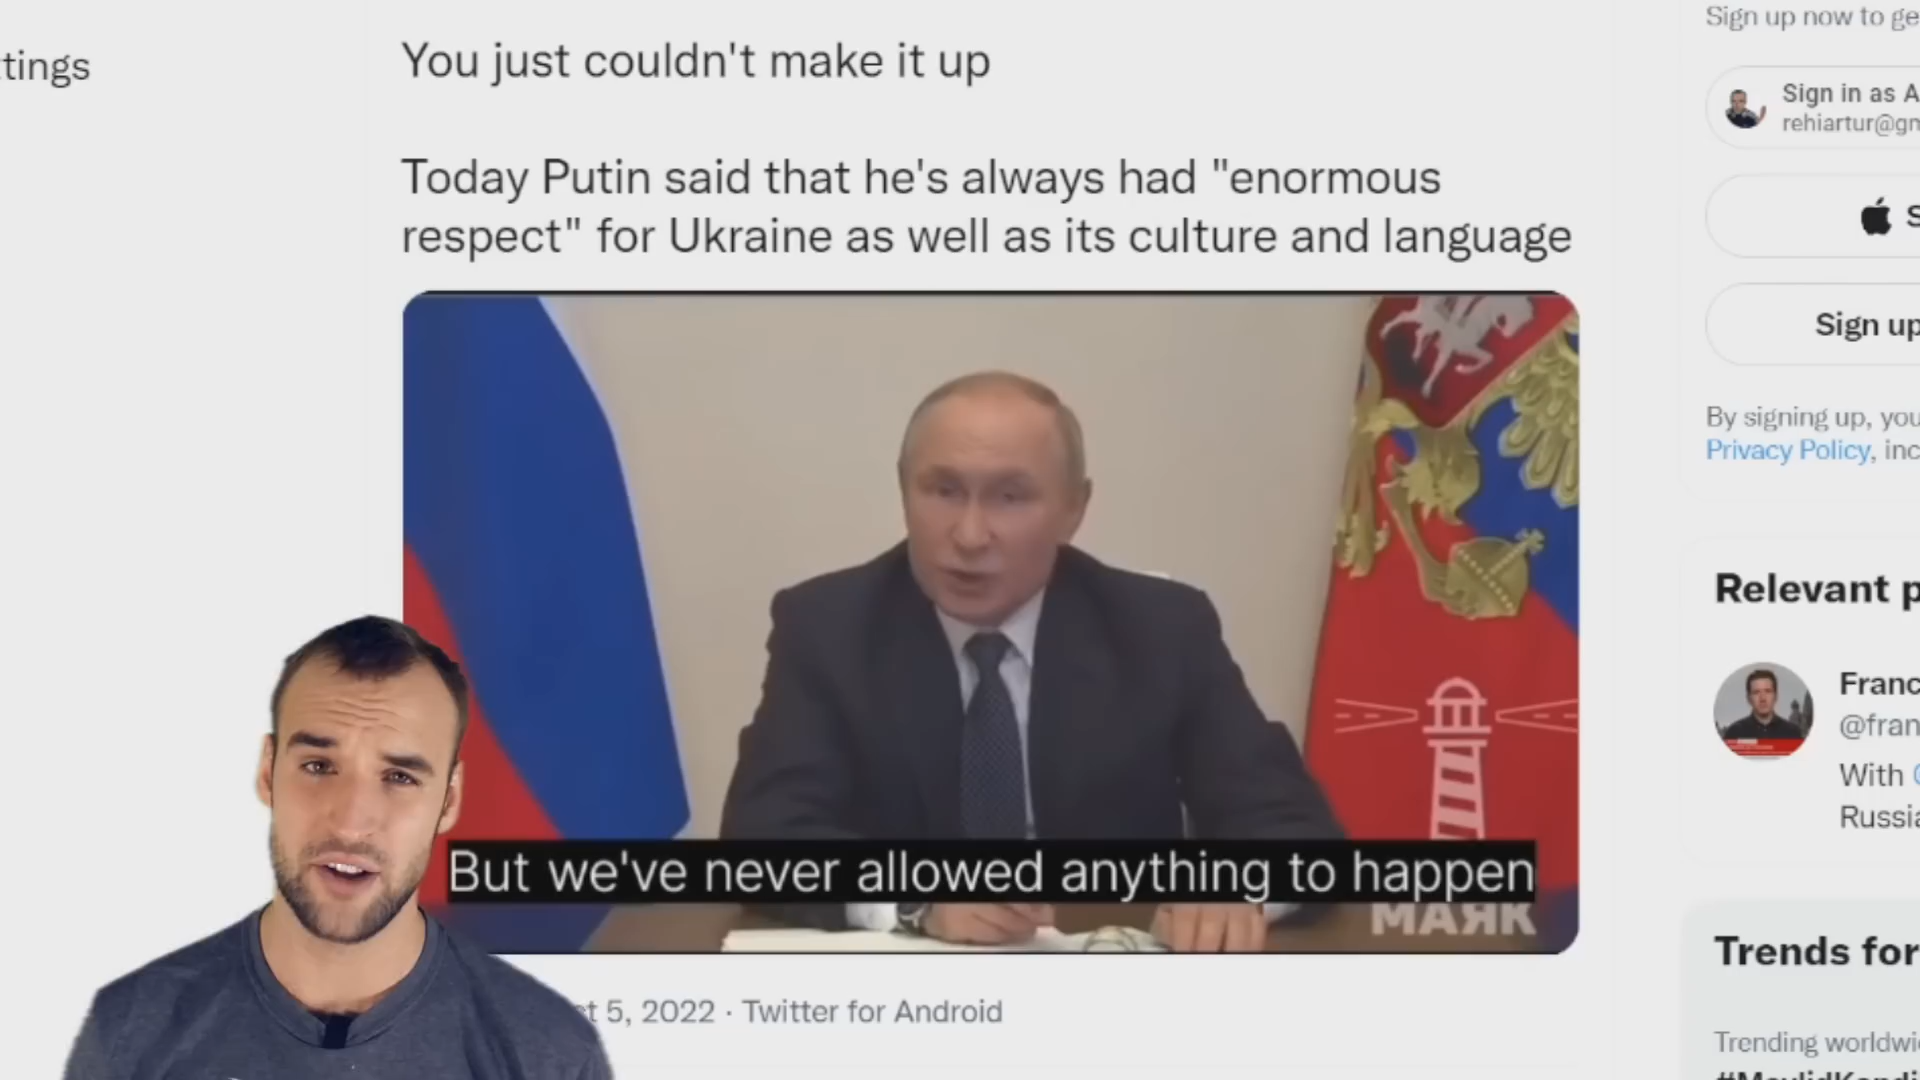 ttings
You just couldn't make it up
Today Putin said that he's always had "enormous
respect" for Ukraine as well as its culture and language
But we've never allowed anything to happen
МАЯК
5, 2022 · Twitter for Android
Sign up now to ge
Sign in as A
rehiartur@gm
S
Sign up
By signing up, you
Privacy Policy, inc
Relevant p
Franc
@fran
With
Russia
Trends for
Trending worldwi